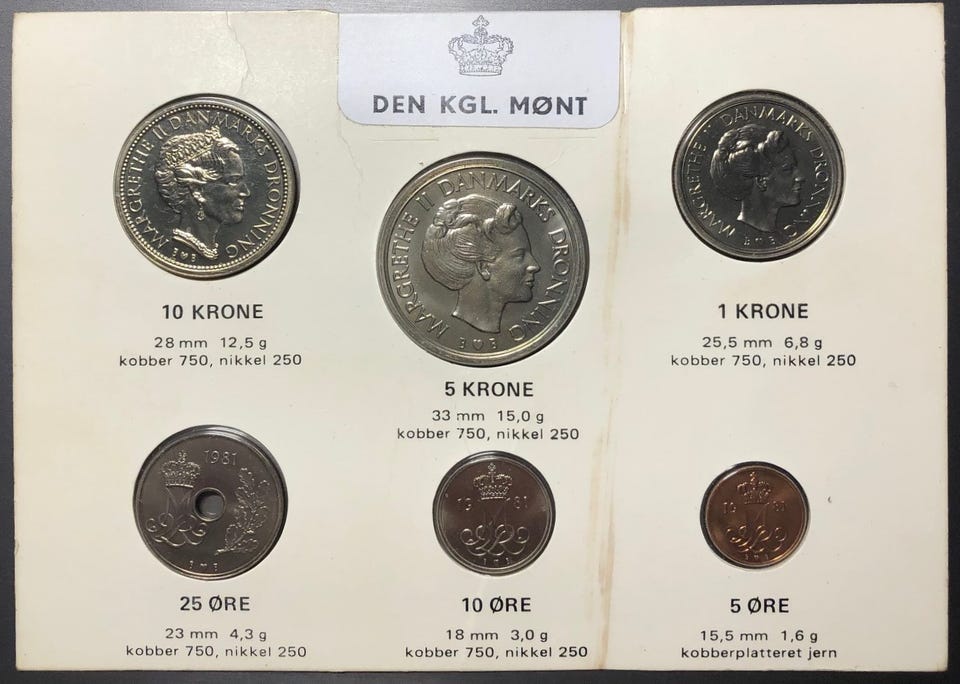 DEN KGL. MØNT
MARGRETHE II DANMARKS DRONNING
10 KRONE
28 mm 12,5 g
kobber 750, nikkel 250
MARGRETHE II DANMARKS DRONNING
B ♥ B
5 KRONE
33 mm 15,0 g
kobber 750, nikkel 250
MARGRETHE II DANMARKS DRONNING
B ♥ B
1 KRONE
25,5 mm 6,8 g
kobber 750, nikkel 250
1981
25 ØRE
23 mm 4,3 g
kobber 750, nikkel 250
1981
10 ØRE
18 mm 3,0 g
kobber 750, nikkel 250
1981
5 ØRE
15,5 mm 1,6 g
kobberplatteret jern